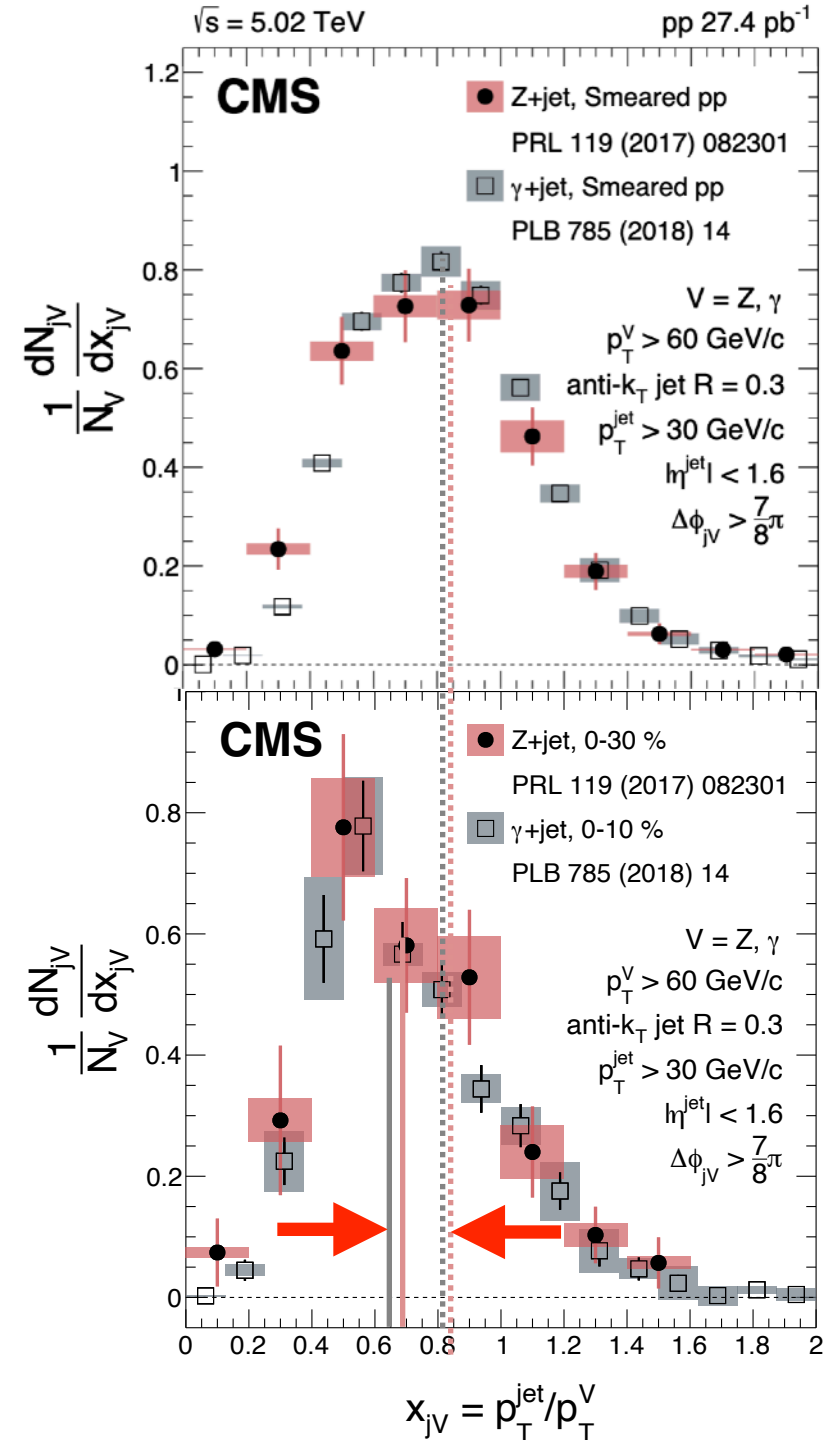 √s = 5.02 TeV pp 27.4 pb⁻¹
CMS
Z+jet, Smeared pp
PRL 119 (2017) 082301
γ+jet, Smeared pp
PLB 785 (2018) 14
V = Z, γ
p_T^V > 60 GeV/c
anti-k_T jet R = 0.3
p_T^jet > 30 GeV/c
|η^jet| < 1.6
Δφ_jV > 7/8 π
1/N_V dN_jV/dx_jV
1.2
1
0.8
0.6
0.4
0.2
0
CMS
Z+jet, 0-30 %
PRL 119 (2017) 082301
γ+jet, 0-10 %
PLB 785 (2018) 14
V = Z, γ
p_T^V > 60 GeV/c
anti-k_T jet R = 0.3
p_T^jet > 30 GeV/c
|η^jet| < 1.6
Δφ_jV > 7/8 π
1/N_V dN_jV/dx_jV
0.8
0.6
0.4
0.2
0
0 0.2 0.4 0.6 0.8 1 1.2 1.4 1.6 1.8 2
x_jV = p_T^jet/p_T^V